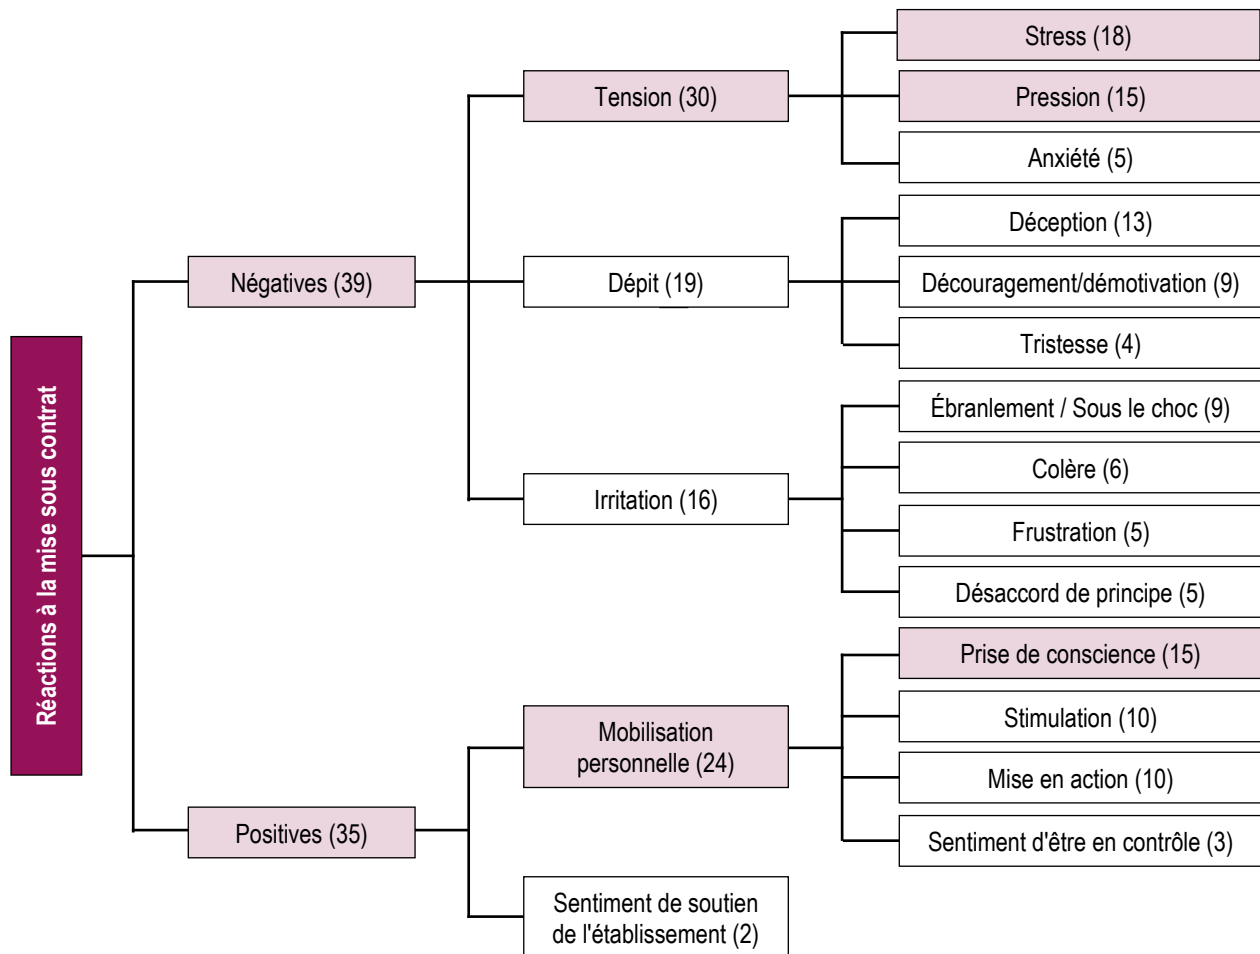 Réactions à la mise sous contrat
Négatives (39)
Tension (30)
Stress (18)
Pression (15)
Anxiété (5)
Dépit (19)
Déception (13)
Découragement/démotivation (9)
Tristesse (4)
Irritation (16)
Ébranlement / Sous le choc (9)
Colère (6)
Frustration (5)
Désaccord de principe (5)
Positives (35)
Mobilisation
personnelle (24)
Prise de conscience (15)
Stimulation (10)
Mise en action (10)
Sentiment d'être en contrôle (3)
Sentiment de soutien
de l'établissement (2)